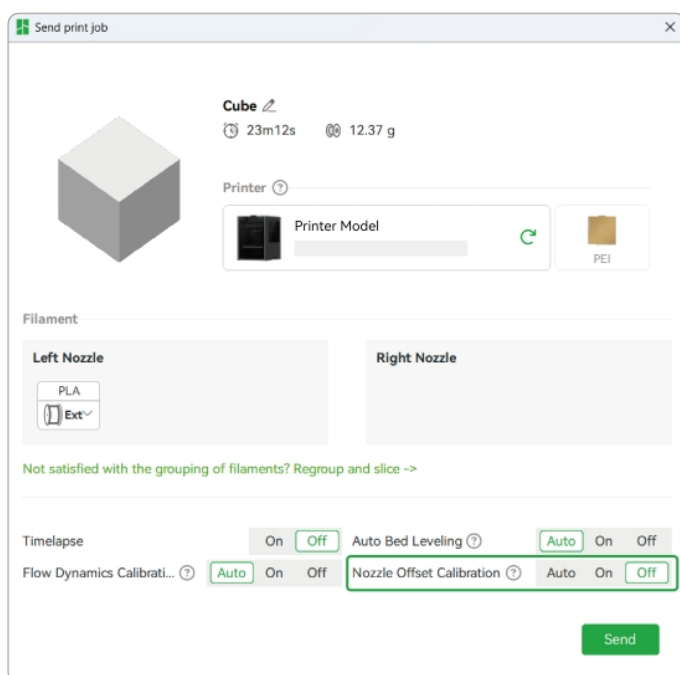 Send print job
Cube
23m12s 12.37 g
Printer
Printer Model
PEI
Filament
Left Nozzle
Right Nozzle
PLA
Ext
Not satisfied with the grouping of filaments? Regroup and slice ->
Timelapse On Off Auto Bed Leveling Auto On Off
Flow Dynamics Calibrati... Auto On Off Nozzle Offset Calibration Auto On Off
Send